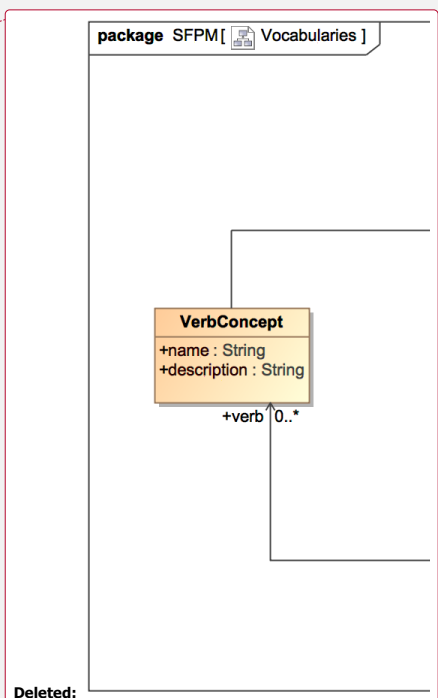 package SFPM[ Vocabularies ]
VerbConcept
+name : String
+description : String
+verb 0..*
Deleted: